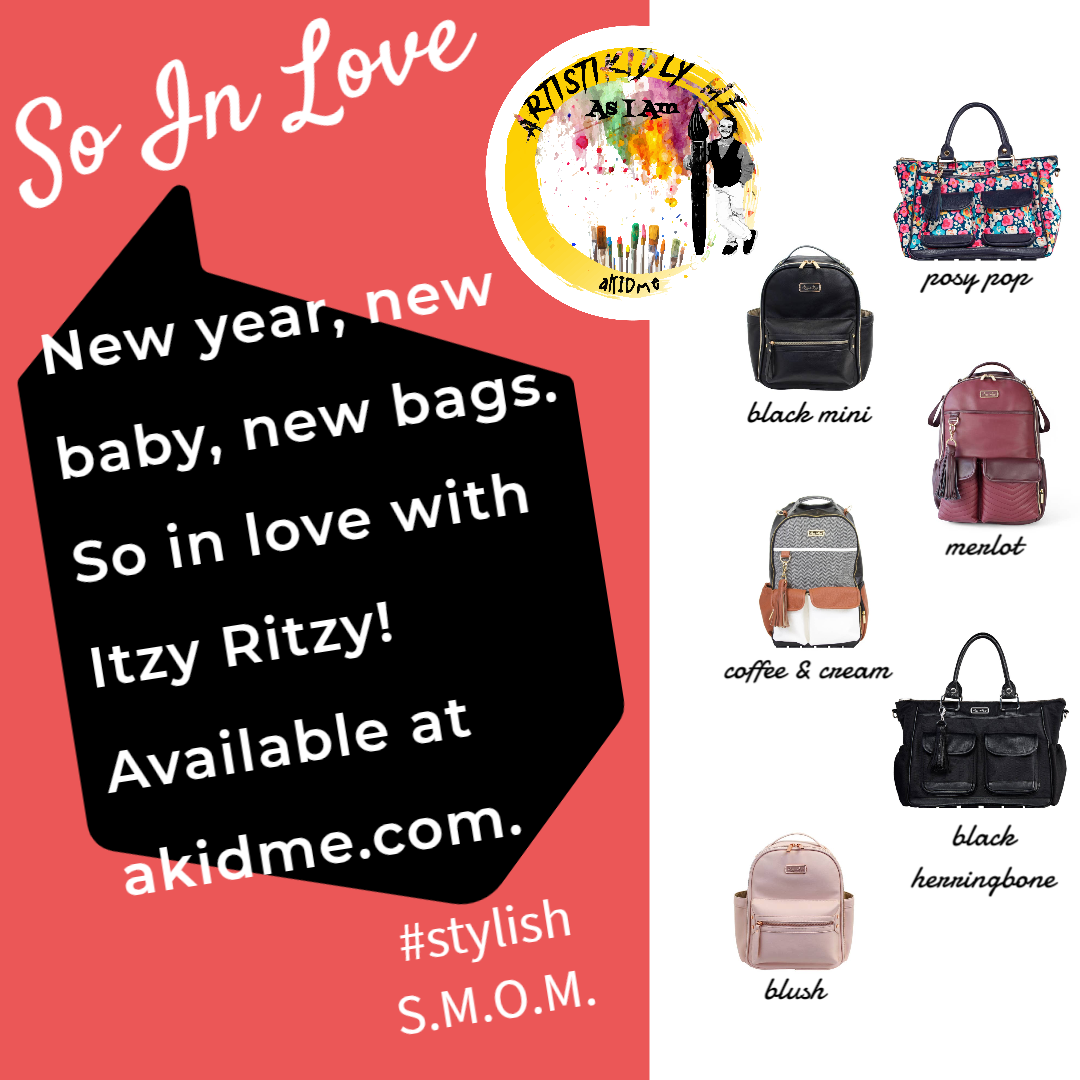 So In Love
ARTISTIKIDLY ME
As I Am
aKIDMe
New year, new
baby, new bags.
So in love with
Itzy Ritzy!
Available at
akidme.com.
#stylish
S.M.O.M.
posy pop
black mini
merlot
coffee & cream
black
herringbone
blush